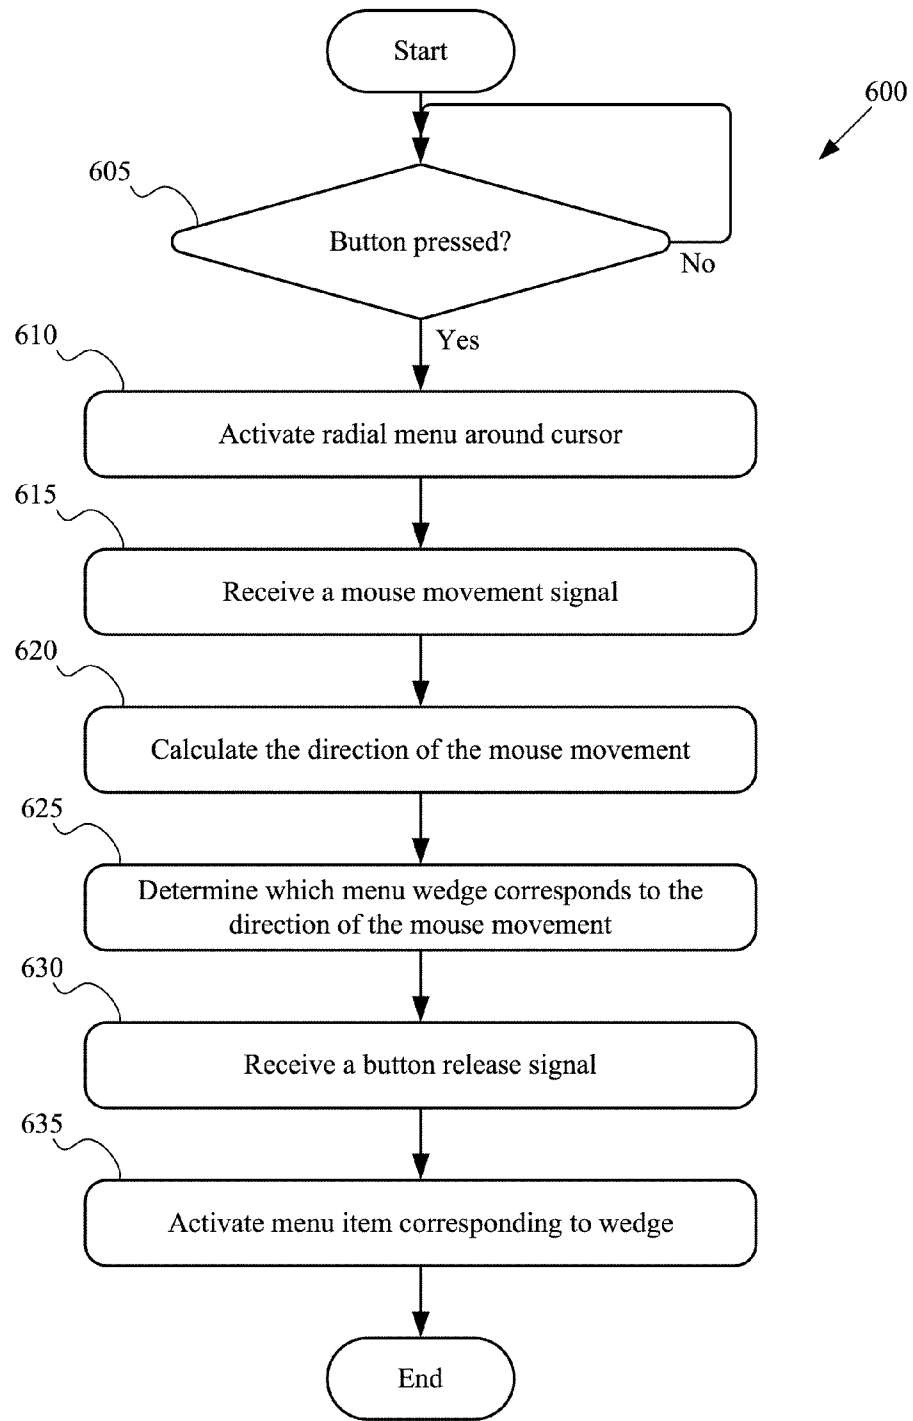 Start
600
605
Button pressed?
No
Yes
610
Activate radial menu around cursor
615
Receive a mouse movement signal
620
Calculate the direction of the mouse movement
625
Determine which menu wedge corresponds to the
direction of the mouse movement
630
Receive a button release signal
635
Activate menu item corresponding to wedge
End